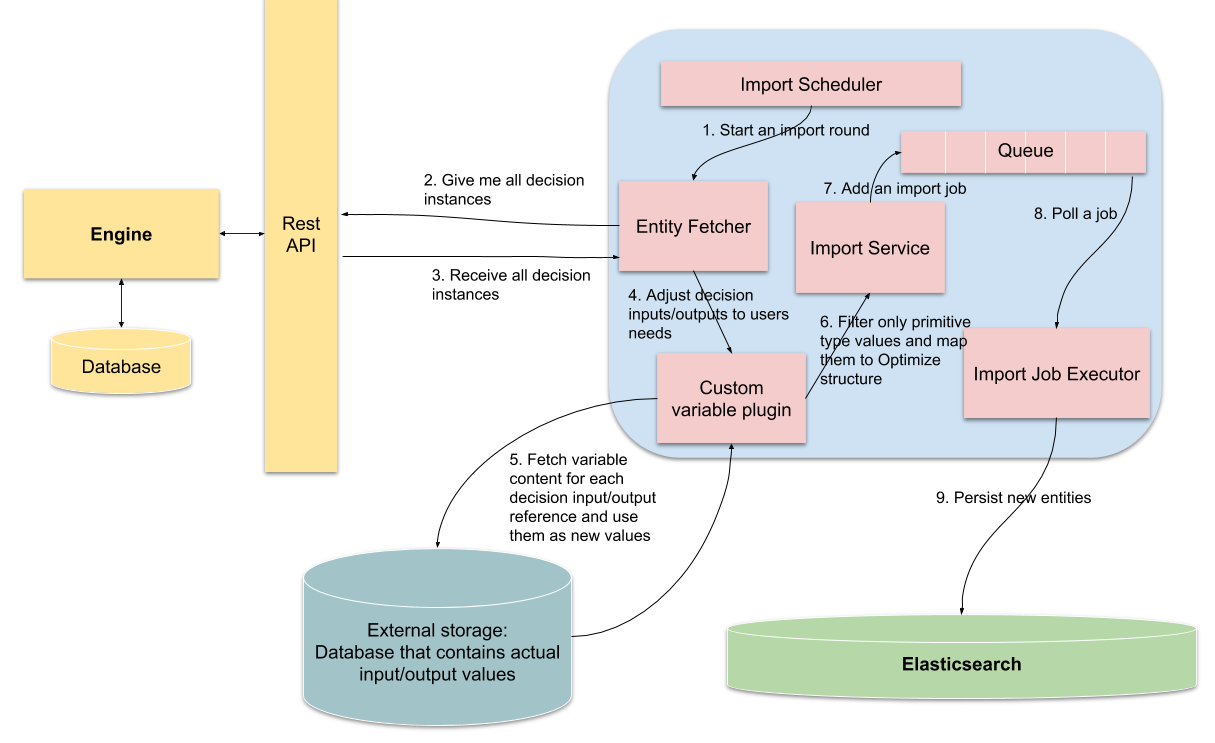 Import Scheduler
1. Start an import round
Queue
2. Give me all decision
instances
7. Add an import job
8. Poll a job
Engine
Rest
API
Entity Fetcher
Import Service
3. Receive all decision
instances
4. Adjust decision
inputs/outputs to users
needs
6. Filter only primitive
type values and map
them to Optimize
structure
Database
Custom
variable plugin
Import Job Executor
5. Fetch variable
content for each
decision input/output
reference and use
them as new values
9. Persist new entities
External storage:
Database that contains actual
input/output values
Elasticsearch